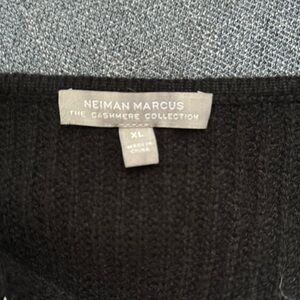 NEIMAN MARCUS
THE CASHMERE COLLECTION
XL
MADE IN
CHINA